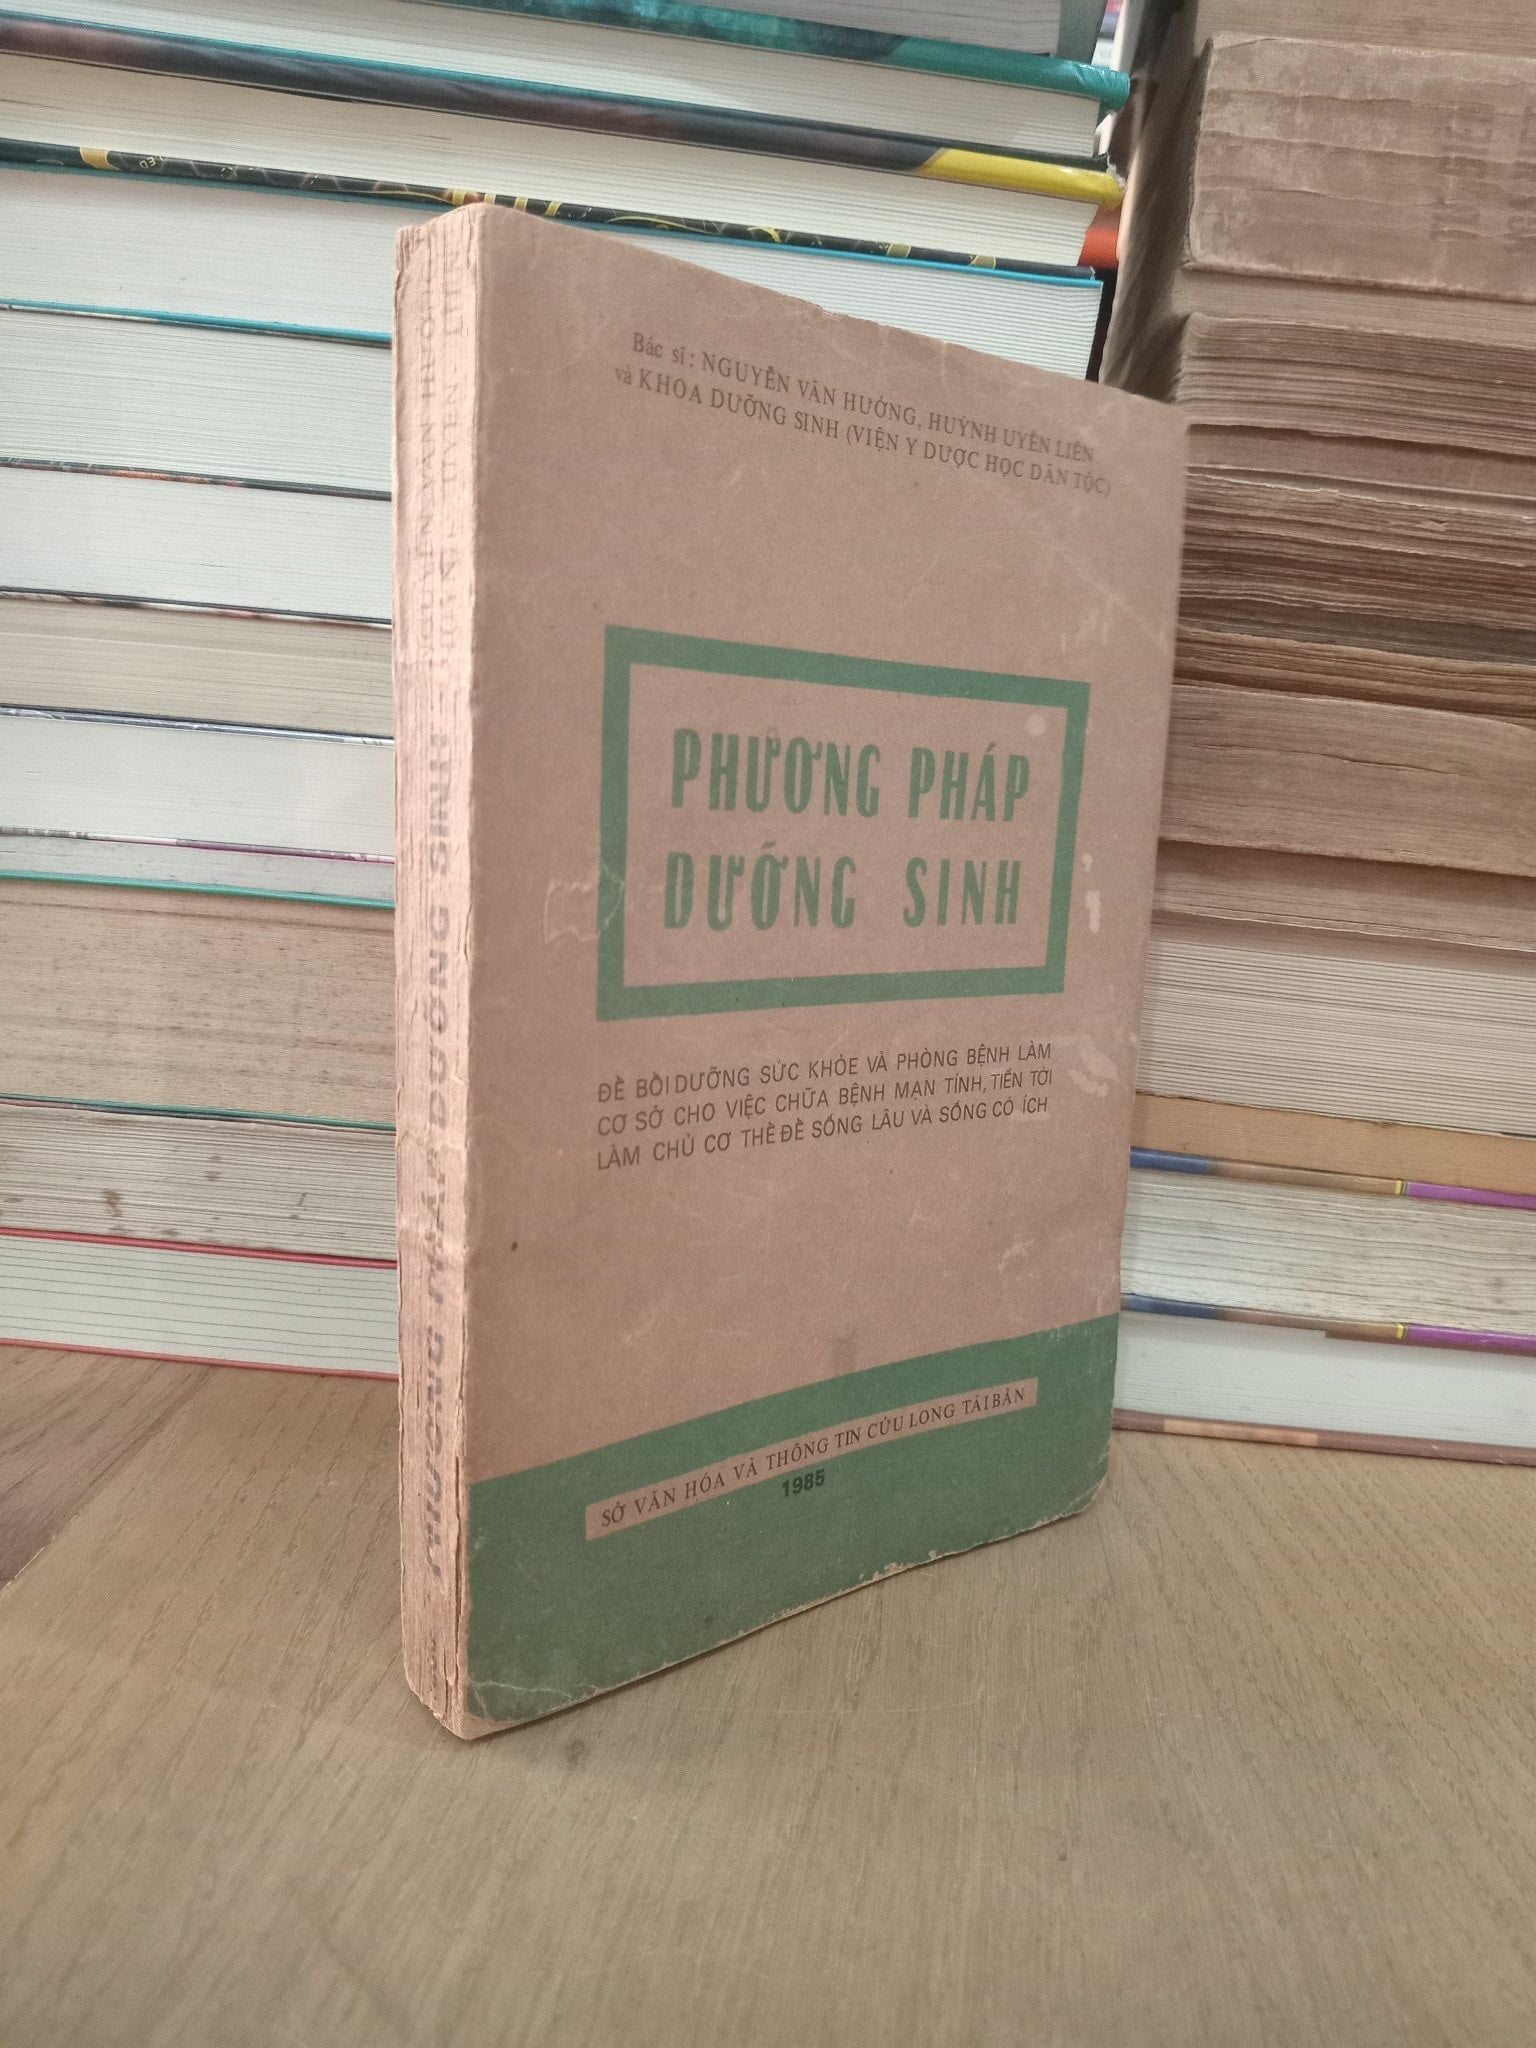 Bác sĩ: NGUYỄN VĂN HƯỞNG, HUỲNH UYỂN LIÊN
và KHOA DƯỠNG SINH (VIỆN Y DƯỢC HỌC DÂN TỘC)
PHƯƠNG PHÁP
DƯỠNG SINH
ĐỂ BỒI DƯỠNG SỨC KHỎE VÀ PHÒNG BỆNH LÀM
CƠ SỞ CHO VIỆC CHỮA BỆNH MẠN TÍNH, TIẾN TỚI
LÀM CHỦ CƠ THỂ ĐỂ SỐNG LÂU VÀ SỐNG CÓ ÍCH
SỞ VĂN HÓA VÀ THÔNG TIN CỬU LONG TÁI BẢN
1985
PHƯƠNG PHÁP DƯỠNG SINH